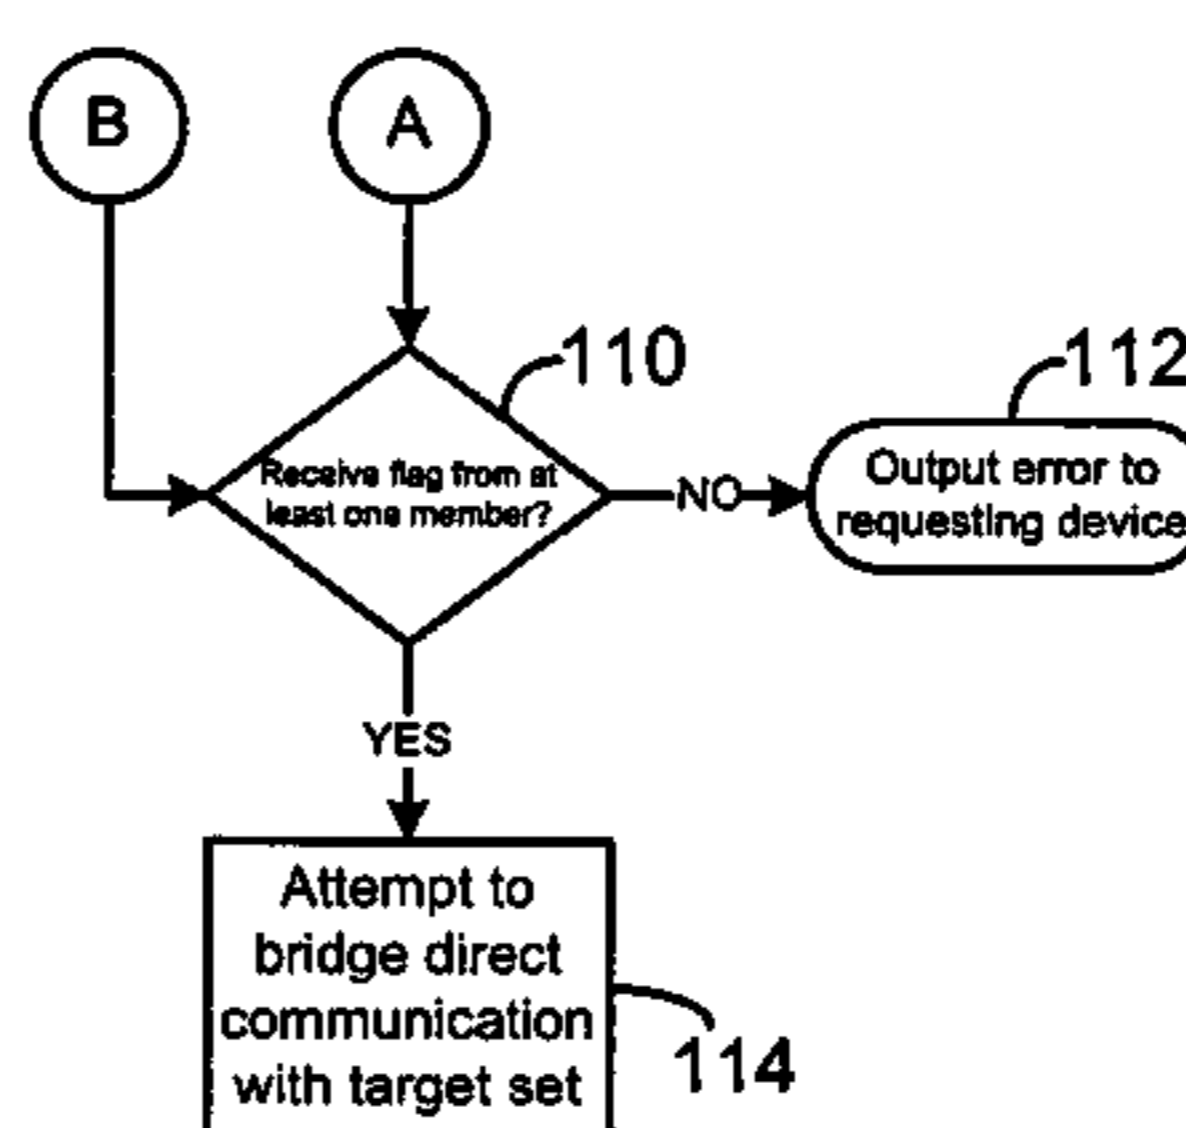 B
A
110
112
Receive flag from at
least one member?
NO
Output error to
requesting device
YES
Attempt to
bridge direct
communication
with target set
114